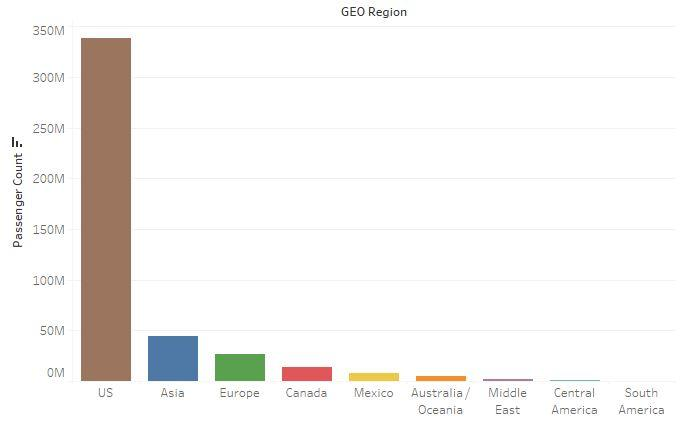 GEO Region
Passenger Count
350M
300M
250M
200M
150M
100M
50M
0M
US
Asia
Europe
Canada
Mexico
Australia/
Oceania
Middle
East
Central
America
South
America